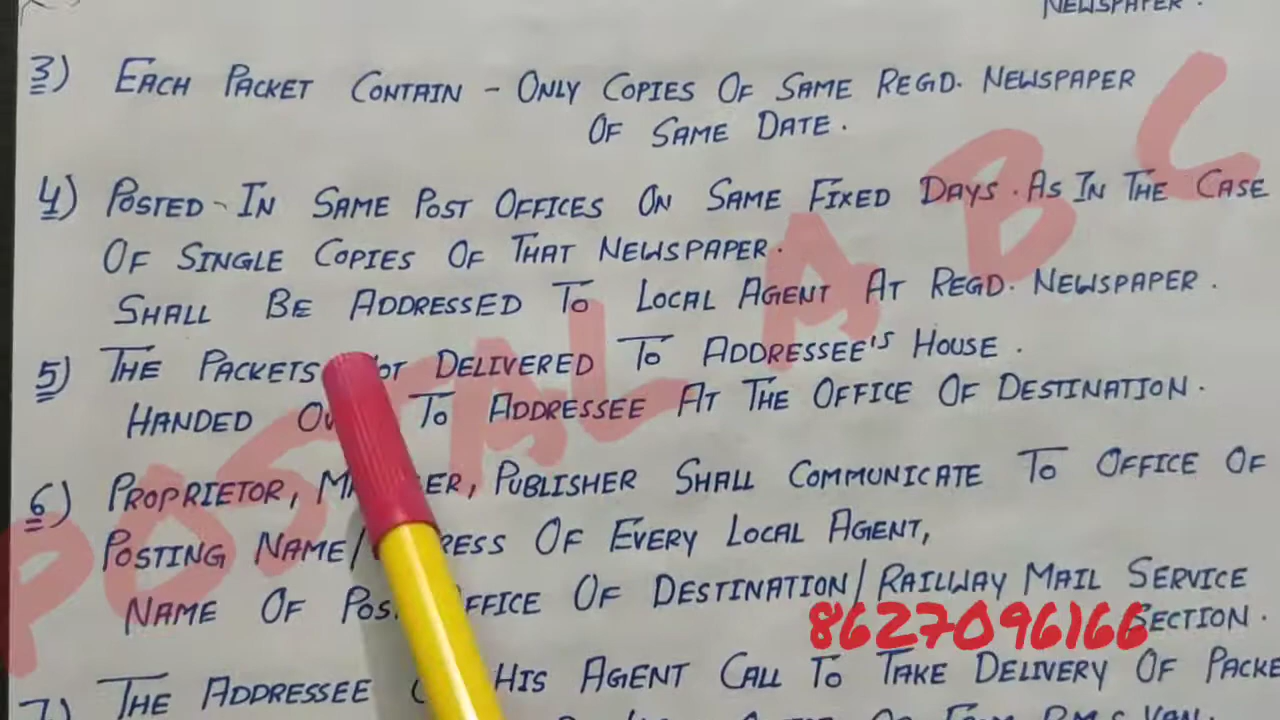 NEWSPAPER.
3) EACH PACKET CONTAIN - ONLY COPIES OF SAME REGD. NEWSPAPER
OF SAME DATE.
4) POSTED - IN SAME POST OFFICES ON SAME FIXED DAYS. AS IN THE CASE
OF SINGLE COPIES OF THAT NEWSPAPER.
SHALL BE ADDRESSED TO LOCAL AGENT AT REGD. NEWSPAPER.
5) THE PACKETS DELIVERED TO ADDRESSEE'S HOUSE.
HANDED TO ADDRESSEE AT THE OFFICE OF DESTINATION.
6) PROPRIETOR, PUBLISHER SHALL COMMUNICATE TO OFFICE OF
POSTING NAME/ OF EVERY LOCAL AGENT,
NAME OF OFFICE OF DESTINATION/RAILWAY MAIL SERVICE
SECTION.
7) THE ADDRESSEE HIS AGENT CALL TO TAKE DELIVERY OF PACKE
VAN.
POSTAL ABC
8627096166